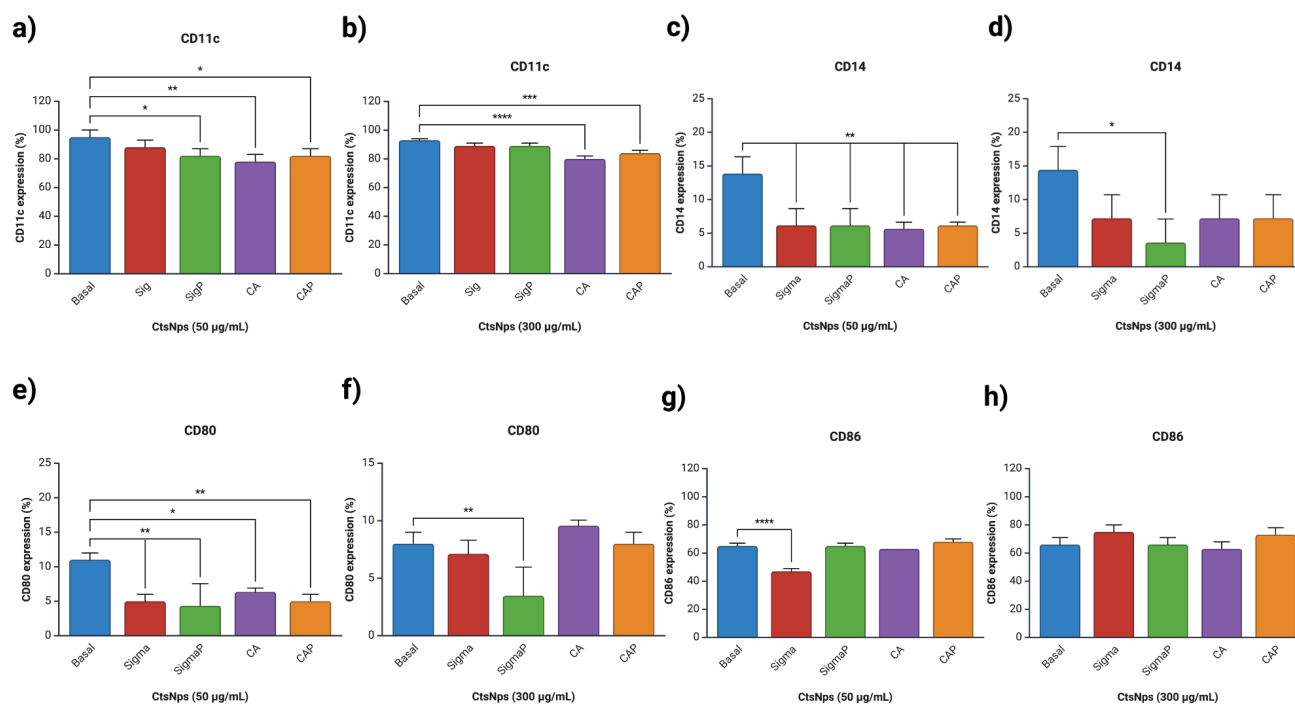 a)
CD11c
*
**
*
120
100
80
60
40
20
0
CD11c expression (%)
Basal
Sig
SigP
CA
CAP
CtsNps (50 µg/mL)
b)
CD11c
***
****
120
100
80
60
40
20
0
CD11c expression (%)
Basal
Sig
SigP
CA
CAP
CtsNps (300 µg/mL)
c)
CD14
**
25
20
15
10
5
0
CD14 expression (%)
Basal
Sigma
SigmaP
CA
CAP
CtsNps (50 µg/mL)
d)
CD14
*
25
20
15
10
5
0
CD14 expression (%)
Basal
Sigma
SigmaP
CA
CAP
CtsNps (300 µg/mL)
e)
CD80
**
*
**
25
20
15
10
5
0
CD80 expression (%)
Basal
Sigma
SigmaP
CA
CAP
CtsNps (50 µg/mL)
f)
CD80
**
15
10
5
0
CD80 expression (%)
Basal
Sigma
SigmaP
CA
CAP
CtsNps (300 µg/mL)
g)
CD86
****
120
100
80
60
40
20
0
CD86 expression (%)
Basal
Sigma
SigmaP
CA
CAP
CtsNps (50 µg/mL)
h)
CD86
120
100
80
60
40
20
0
CD86 expression (%)
Basal
Sigma
SigmaP
CA
CAP
CtsNps (300 µg/mL)